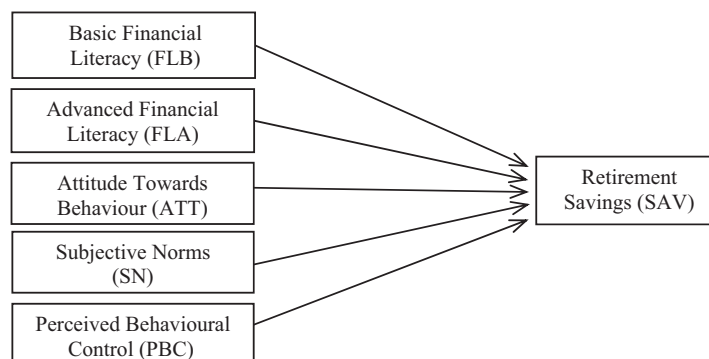 Basic Financial
Literacy (FLB)
Advanced Financial
Literacy (FLA)
Attitude Towards
Behaviour (ATT)
Subjective Norms
(SN)
Perceived Behavioural
Control (PBC)
Retirement
Savings (SAV)